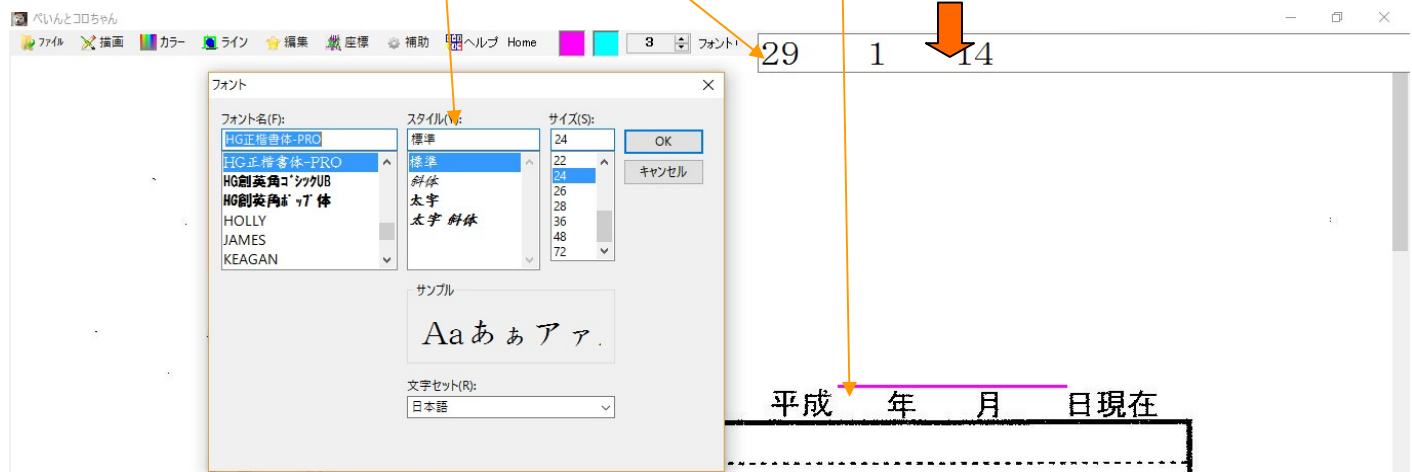 ぺいんとコロちゃん
ファイル 描画 カラー ライン 編集 座標 補助 ヘルプ Home 3 フォント
29 1 14
フォント
フォント名(F):
HG正楷書体-PRO
HG正楷書体-PRO
HG創英角ｺﾞｼｯｸUB
HG創英角ﾎﾟｯﾌﾟ体
HOLLY
JAMES
KEAGAN
スタイル(Y):
標準
標準
斜体
太字
太字 斜体
サイズ(S):
24
22
24
26
28
36
48
72
OK
キャンセル
サンプル
Aaあぁアァ
文字セット(R):
日本語
平成 年 月 日現在